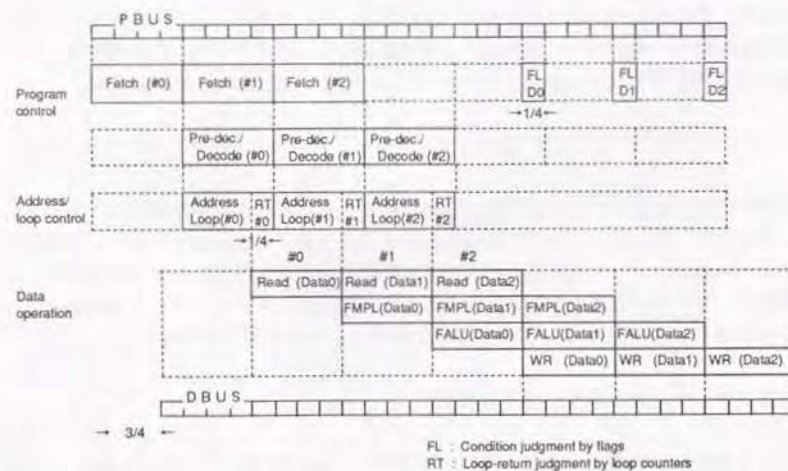 P B U S
Program
control
Fetch (#0) Fetch (#1) Fetch (#2)
FL
D0
FL
D1
FL
D2
→1/4←
Pre-dec./
Decode (#0)
Pre-dec./
Decode (#1)
Pre-dec./
Decode (#2)
Address/
loop control
Address
Loop(#0)
RT
#0
Address
Loop(#1)
RT
#1
Address
Loop(#2)
RT
#2
→1/4←
#0 #1 #2
Data
operation
Read (Data0) Read (Data1) Read (Data2)
FMPL(Data0) FMPL(Data1) FMPL(Data2)
FALU(Data0) FALU(Data1) FALU(Data2)
WR (Data0) WR (Data1) WR (Data2)
D B U S
→ 3/4 ←
FL : Condition judgment by flags
RT : Loop-return judgment by loop counters